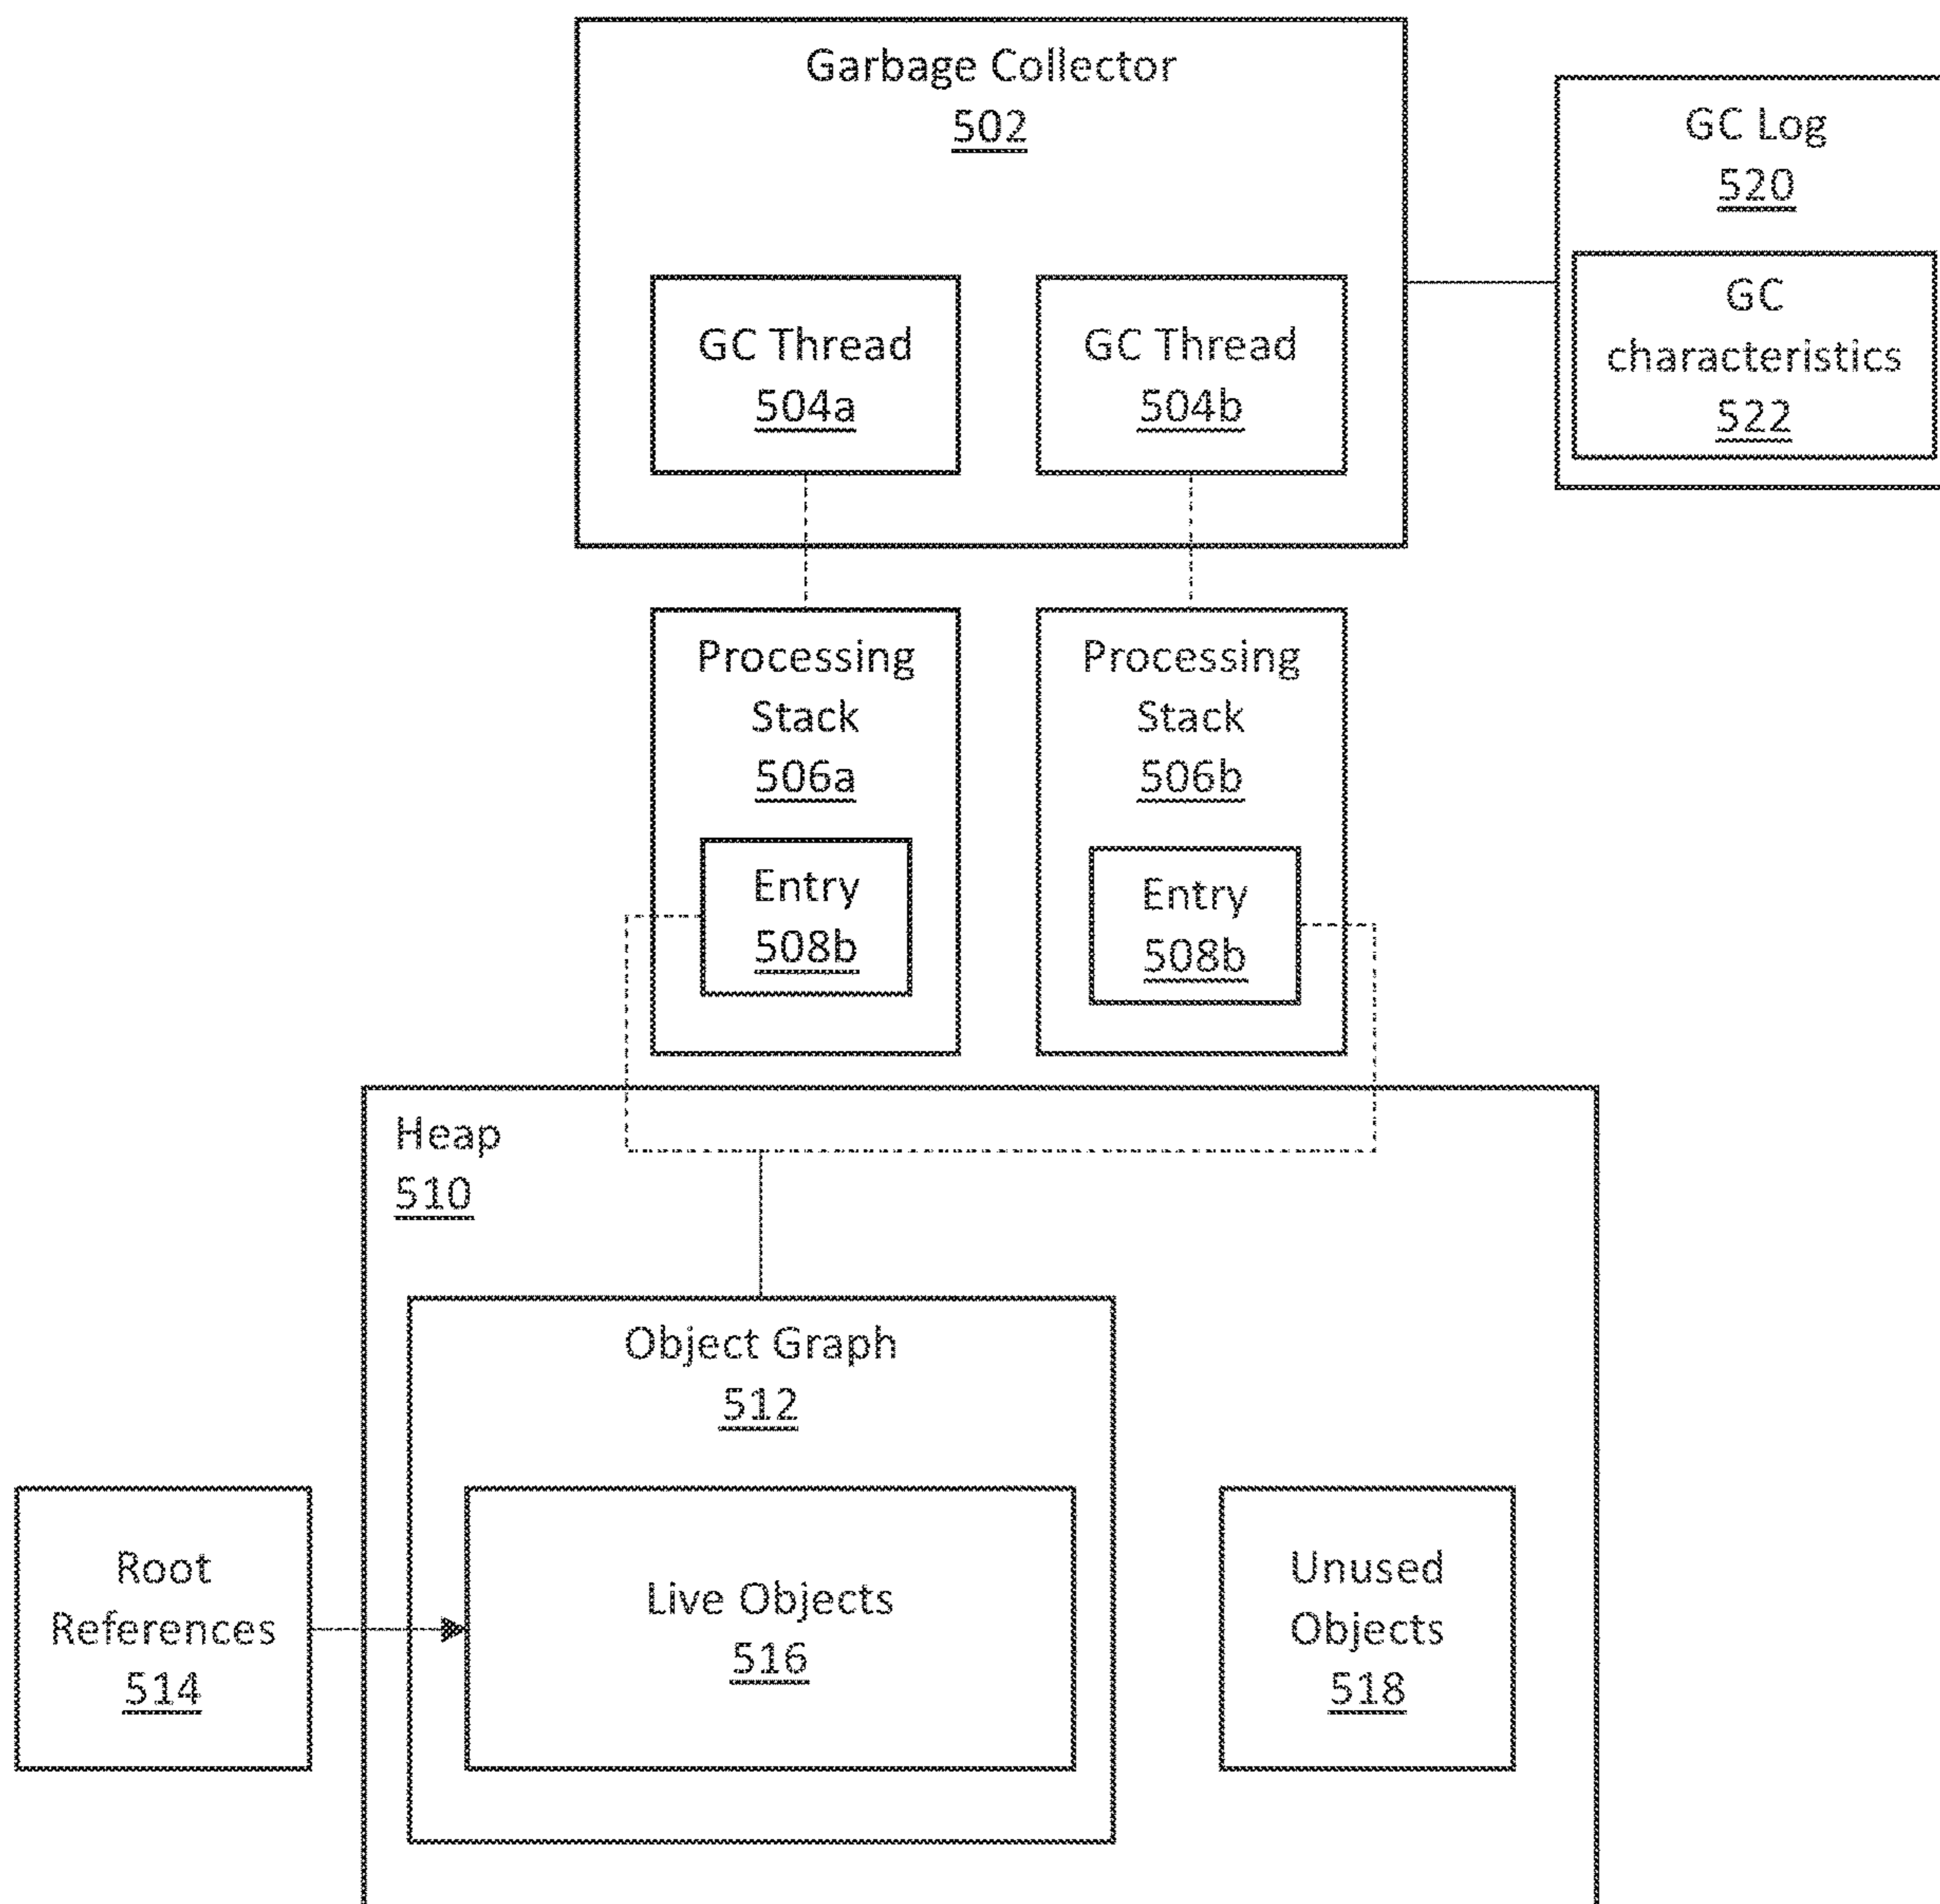 Garbage Collector
502
GC Log
520
GC
characteristics
522
GC Thread
504a
GC Thread
504b
Processing
Stack
506a
Entry
508b
Processing
Stack
506b
Entry
508b
Heap
510
Object Graph
512
Root
References
514
Live Objects
516
Unused
Objects
518